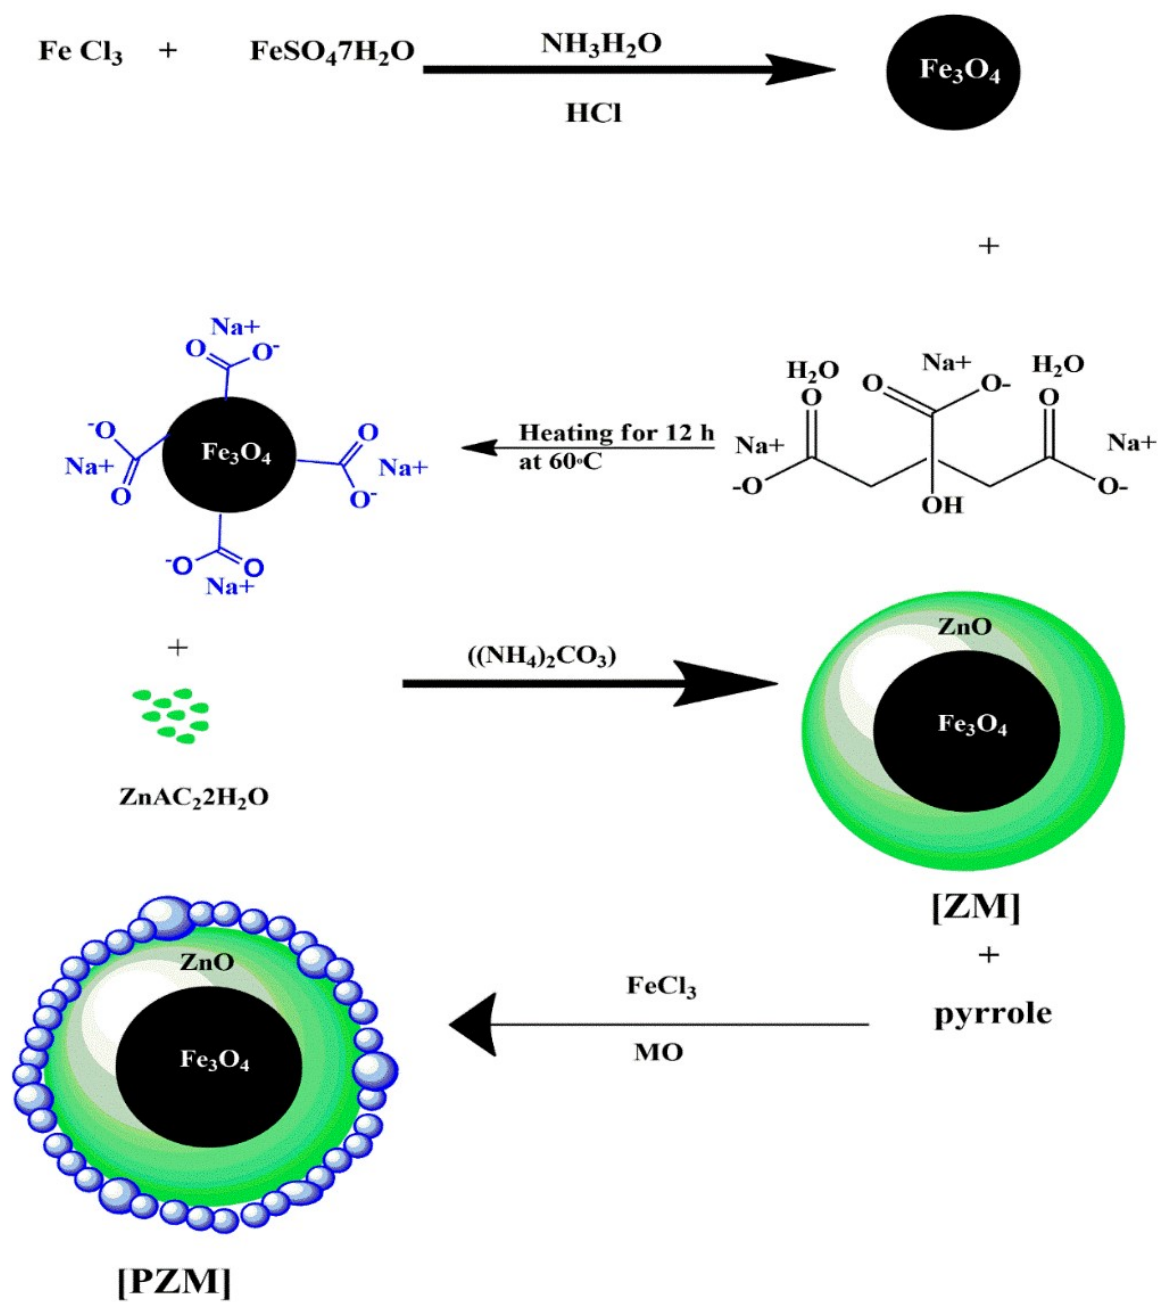 Fe Cl₃ + FeSO₄7H₂O
NH₃H₂O
HCl
Fe₃O₄
+
Na+
O
O-
-O
Na+
O
Fe₃O₄
O
Na+
O-
-O
O
Na+
Heating for 12 h
at 60◦C
H₂O
O
Na+
-O
Na+
O
O-
OH
H₂O
O
Na+
O-
+
ZnAC₂2H₂O
((NH₄)₂CO₃)
ZnO
Fe₃O₄
[ZM]
+
pyrrole
FeCl₃
MO
ZnO
Fe₃O₄
[PZM]